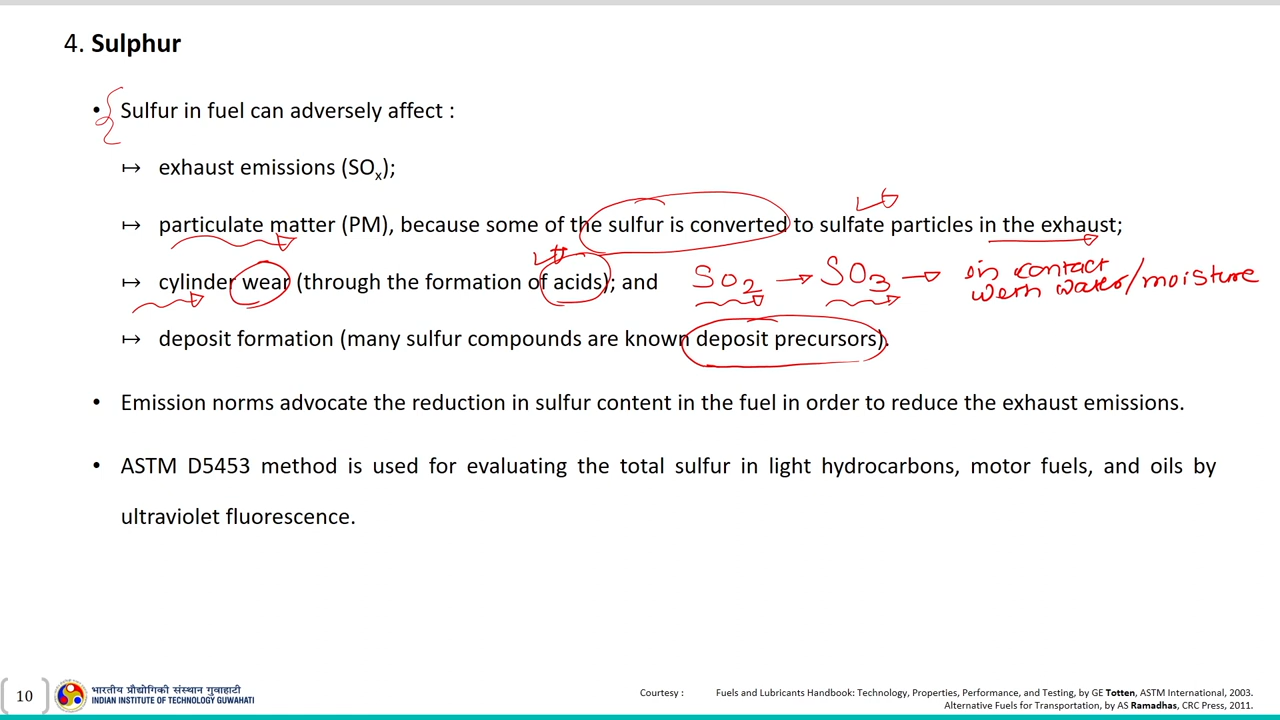 4. Sulphur
• Sulfur in fuel can adversely affect :
↦ exhaust emissions (SOx);
↦ particulate matter (PM), because some of the sulfur is converted to sulfate particles in the exhaust;
↦ cylinder wear (through the formation of acids); and SO2 → SO3 → in contact
with water/moisture
↦ deposit formation (many sulfur compounds are known deposit precursors).
• Emission norms advocate the reduction in sulfur content in the fuel in order to reduce the exhaust emissions.
• ASTM D5453 method is used for evaluating the total sulfur in light hydrocarbons, motor fuels, and oils by
ultraviolet fluorescence.
10
भारतीय प्रौद्योगिकी संस्थान गुवाहाटी
INDIAN INSTITUTE OF TECHNOLOGY GUWAHATI
Courtesy : Fuels and Lubricants Handbook: Technology, Properties, Performance, and Testing, by GE Totten, ASTM International, 2003.
Alternative Fuels for Transportation, by AS Ramadhas, CRC Press, 2011.